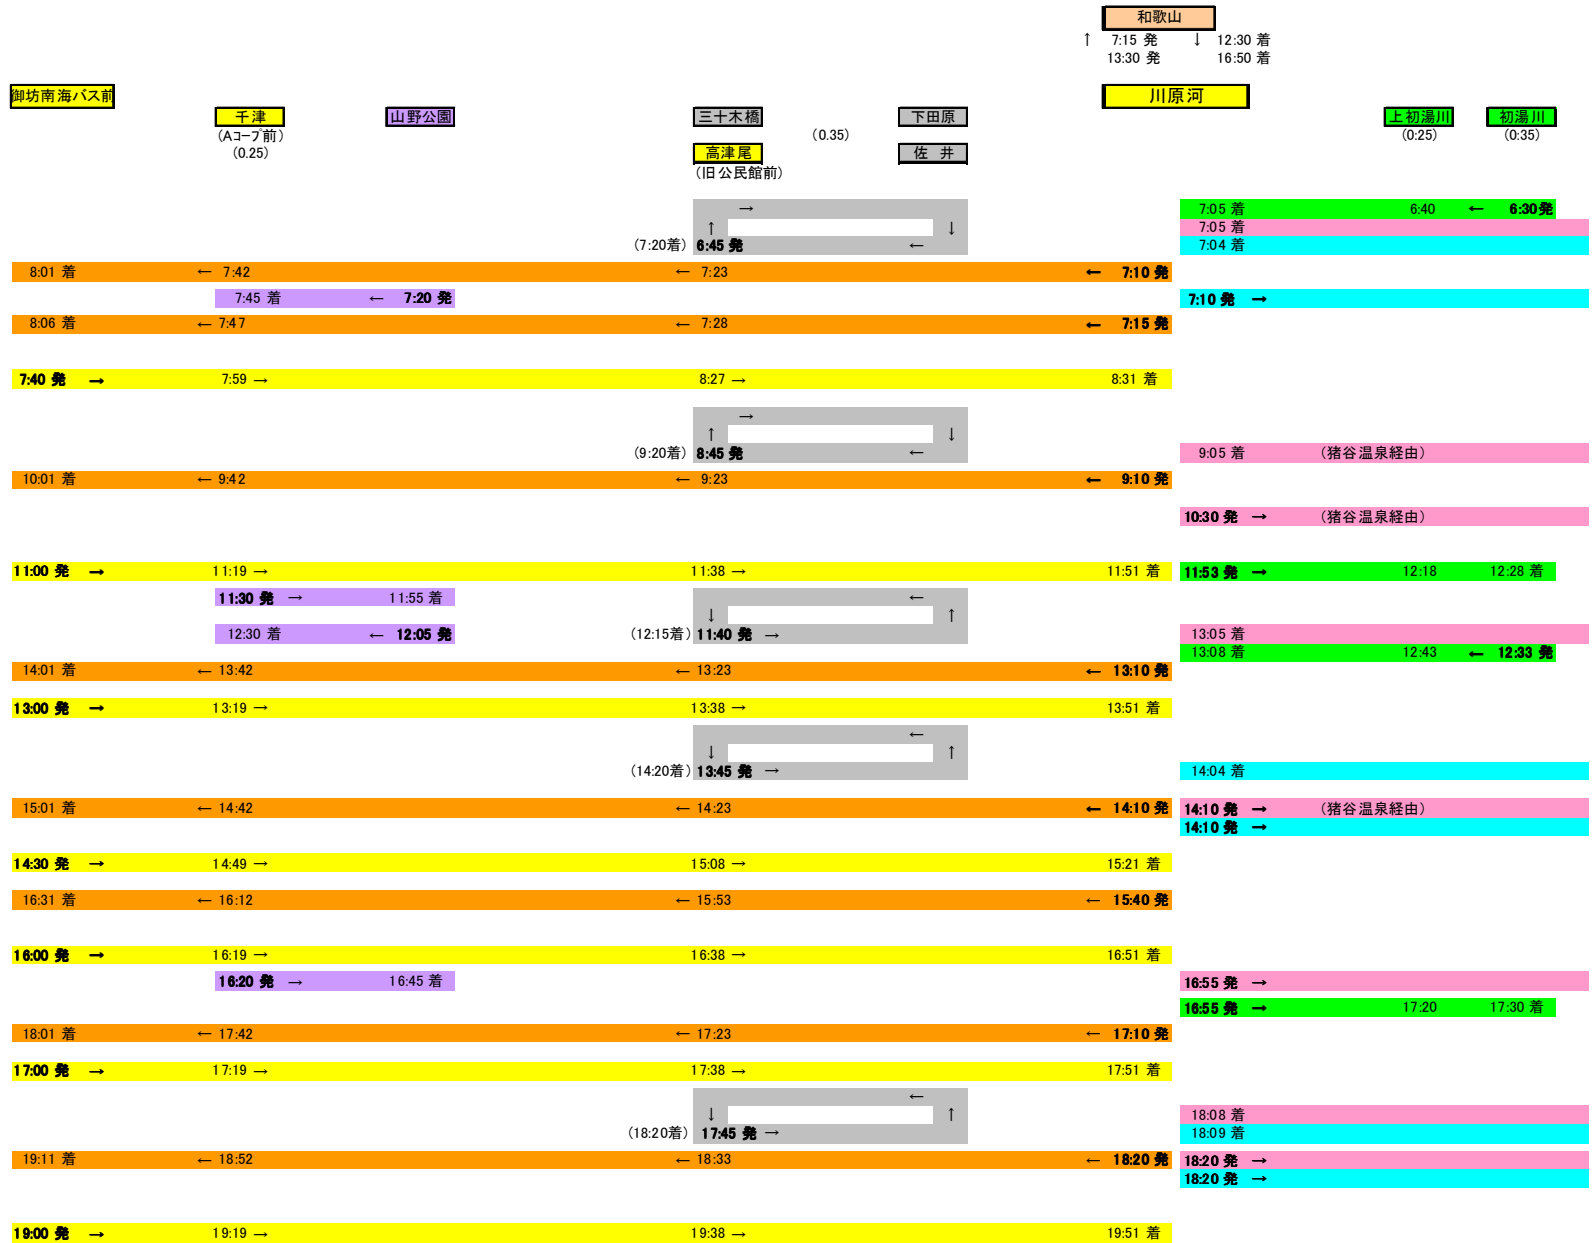 和歌山
↑ 7:15 発 ↓ 12:30 着
13:30 発 16:50 着
御坊南海バス前 川原河
千津 山野公園 三十木橋 下田原 上初湯川 初湯川
(Aコープ前) (0.35) (0:25) (0:35)
(0.25) 高津尾 佐 井
(旧公民館前)
→ 7:05 着 6:40 ← 6:30発
↑ ↓ 7:05 着
(7:20着) 6:45 発 ← 7:04 着
8:01 着 ← 7:42 ← 7:23 ← 7:10 発
7:45 着 ← 7:20 発 7:10 発 →
8:06 着 ← 7:47 ← 7:28 ← 7:15 発
7:40 発 → 7:59 → 8:27 → 8:31 着
→
↑ ↓
(9:20着) 8:45 発 ← 9:05 着 (猪谷温泉経由)
10:01 着 ← 9:42 ← 9:23 ← 9:10 発
10:30 発 → (猪谷温泉経由)
11:00 発 → 11:19 → 11:38 → 11:51 着 11:53 発 → 12:18 12:28 着
11:30 発 → 11:55 着 ←
↓ ↑
12:30 着 ← 12:05 発 (12:15着) 11:40 発 → 13:05 着
13:08 着 12:43 ← 12:33 発
14:01 着 ← 13:42 ← 13:23 ← 13:10 発
13:00 発 → 13:19 → 13:38 → 13:51 着
←
↓ ↑
(14:20着) 13:45 発 → 14:04 着
15:01 着 ← 14:42 ← 14:23 ← 14:10 発 14:10 発 → (猪谷温泉経由)
14:10 発 →
14:30 発 → 14:49 → 15:08 → 15:21 着
16:31 着 ← 16:12 ← 15:53 ← 15:40 発
16:00 発 → 16:19 → 16:38 → 16:51 着
16:20 発 → 16:45 着 16:55 発 →
16:55 発 → 17:20 17:30 着
18:01 着 ← 17:42 ← 17:23 ← 17:10 発
17:00 発 → 17:19 → 17:38 → 17:51 着
←
↓ ↑ 18:08 着
(18:20着) 17:45 発 → 18:09 着
19:11 着 ← 18:52 ← 18:33 ← 18:20 発 18:20 発 →
18:20 発 →
19:00 発 → 19:19 → 19:38 → 19:51 着